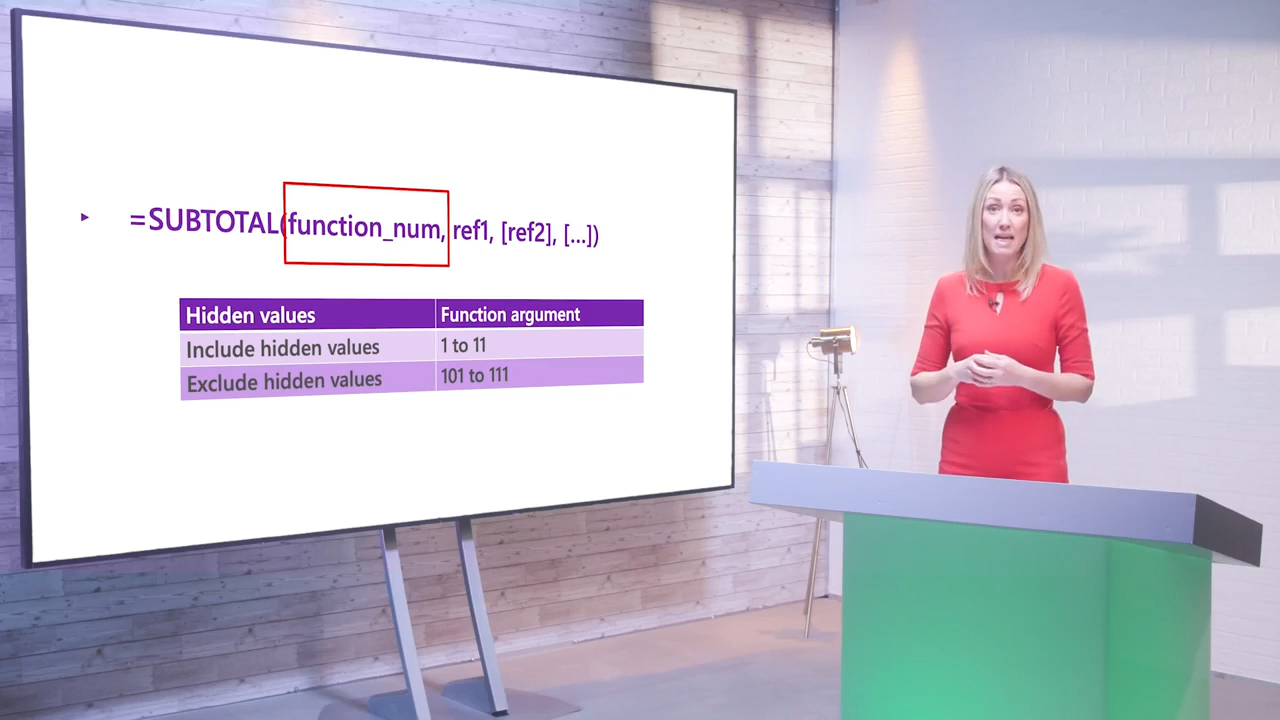 =SUBTOTAL(function_num, ref1, [ref2], [...])
Hidden values Function argument
Include hidden values 1 to 11
Exclude hidden values 101 to 111